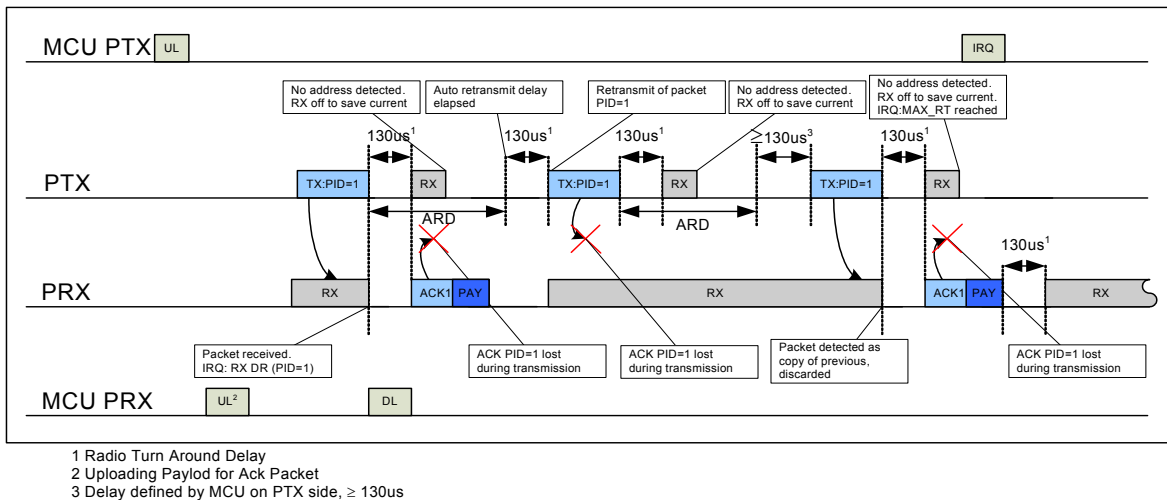 MCU PTX
UL
IRQ
No address detected.
RX off to save current
Auto retransmit delay
elapsed
Retransmit of packet
PID=1
No address detected.
RX off to save current
No address detected.
RX off to save current.
IRQ:MAX_RT reached
130us¹
130us¹
130us¹
≥130us³
130us¹
PTX
TX:PID=1
RX
TX:PID=1
RX
TX:PID=1
RX
ARD
ARD
130us¹
PRX
RX
ACK1
PAY
RX
ACK1
PAY
RX
Packet received.
IRQ: RX DR (PID=1)
ACK PID=1 lost
during transmission
ACK PID=1 lost
during transmission
Packet detected as
copy of previous,
discarded
ACK PID=1 lost
during transmission
MCU PRX
UL²
DL
1 Radio Turn Around Delay
2 Uploading Paylod for Ack Packet
3 Delay defined by MCU on PTX side, ≥ 130us